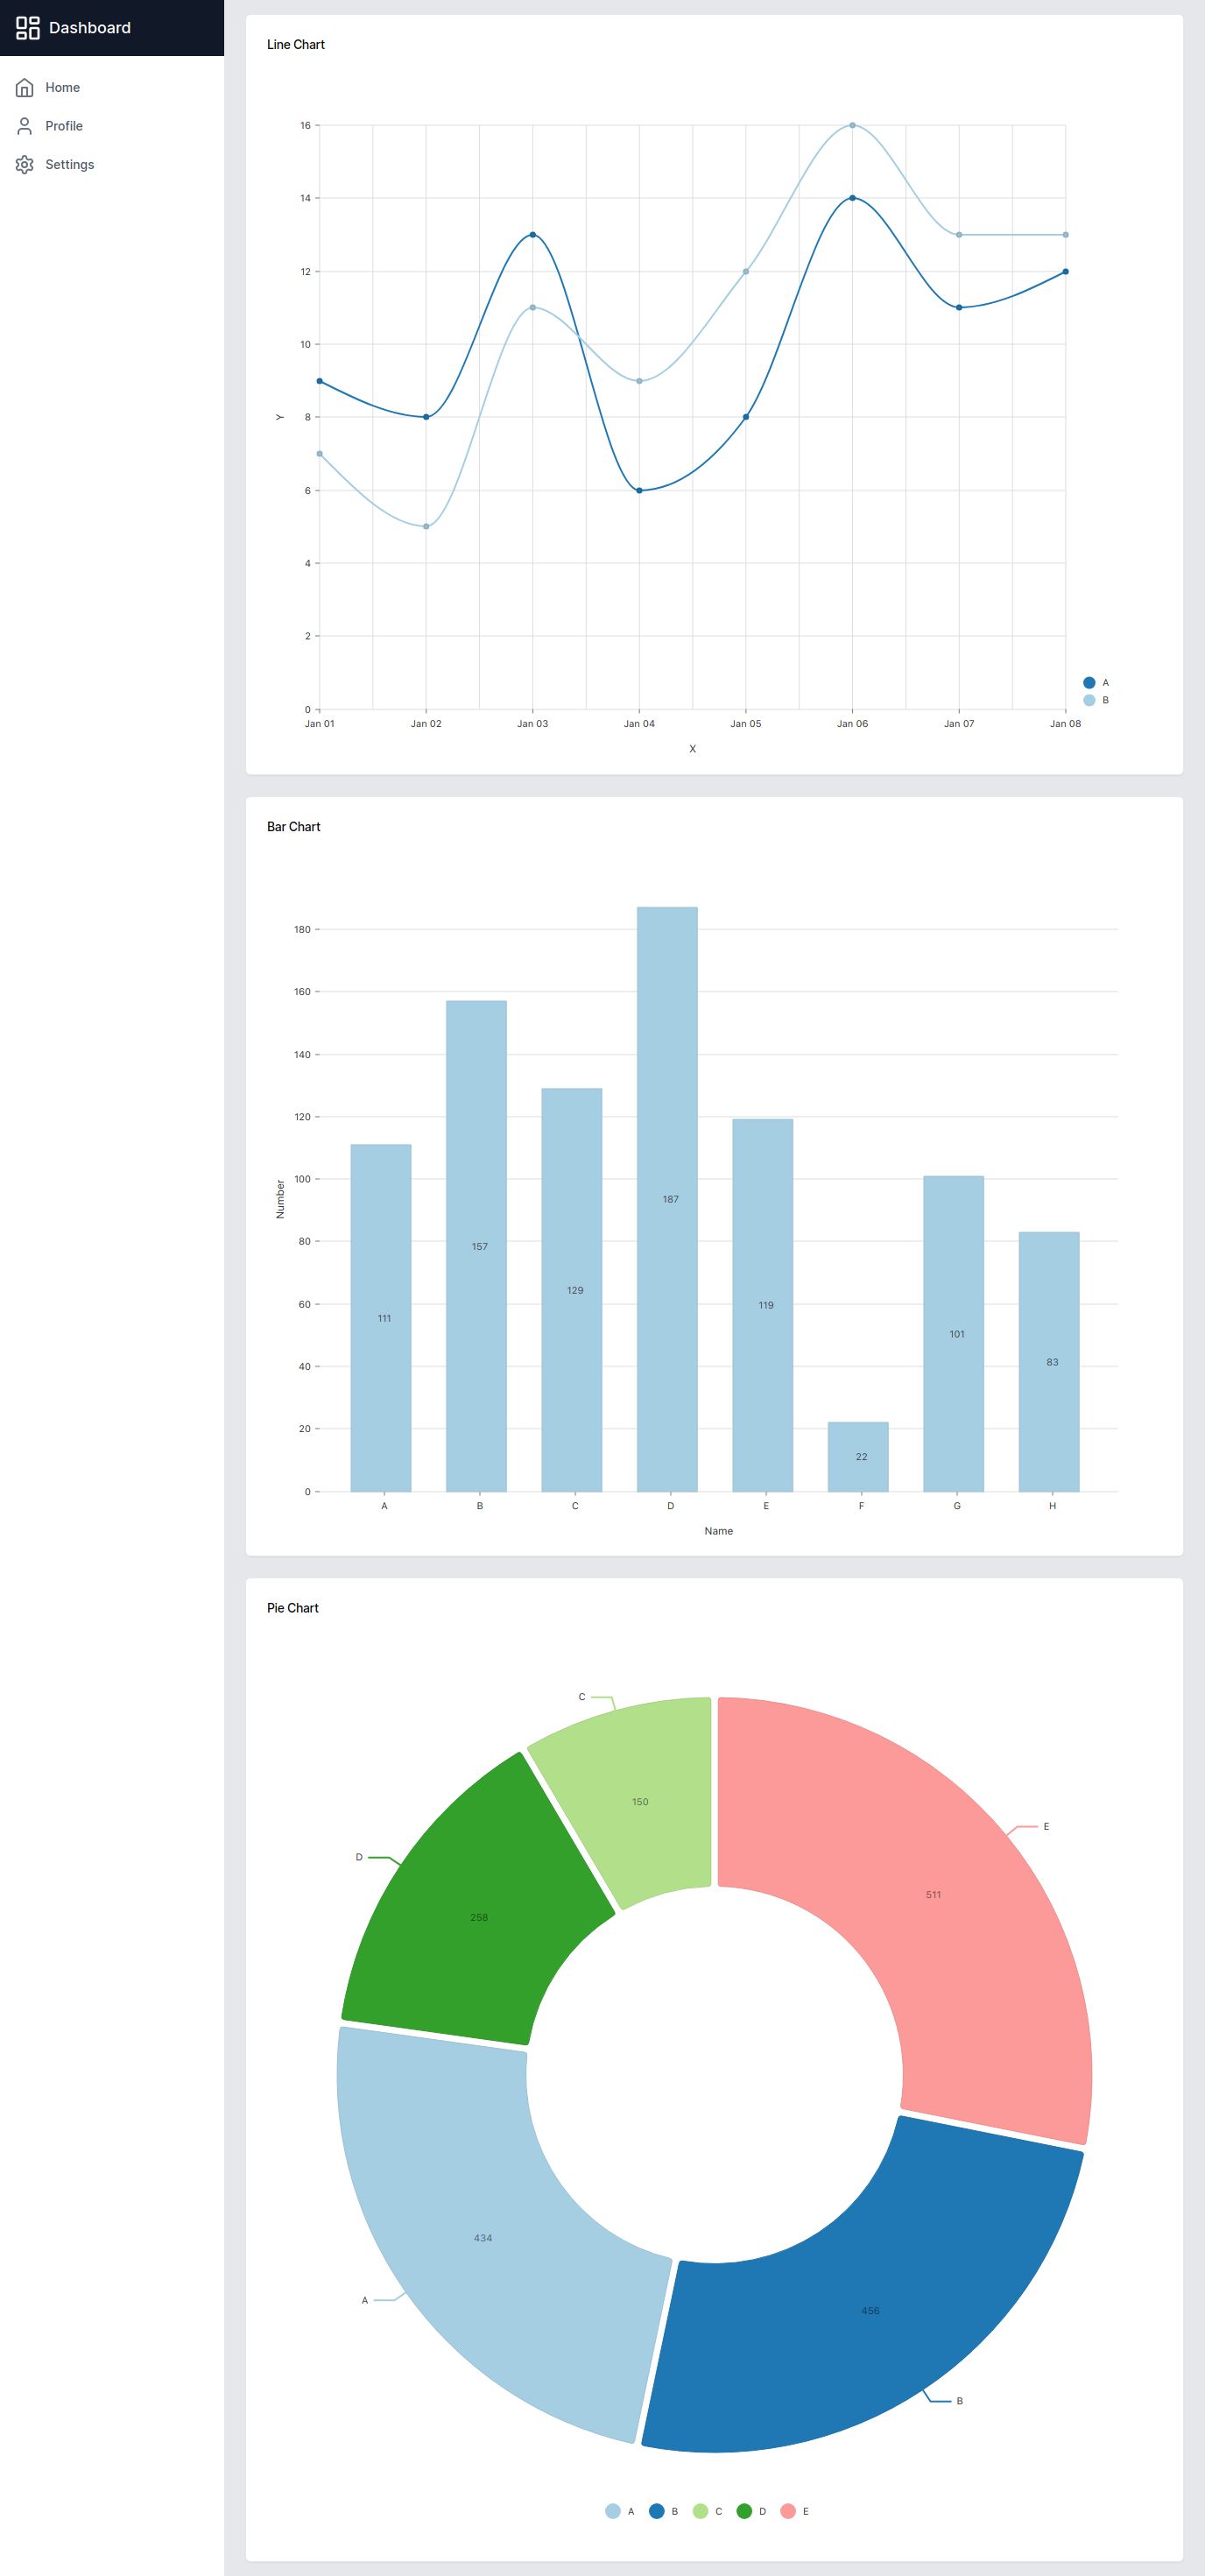 Dashboard
Home
Profile
Settings
Line Chart
16
14
12
10
8
6
4
2
0
Y
Jan 01 Jan 02 Jan 03 Jan 04 Jan 05 Jan 06 Jan 07 Jan 08
X
A
B
Bar Chart
180
160
140
120
100
80
60
40
20
0
Number
111 157 129 187 119 22 101 83
A B C D E F G H
Name
Pie Chart
C
150
E
511
D
258
434
A
456
B
A B C D E